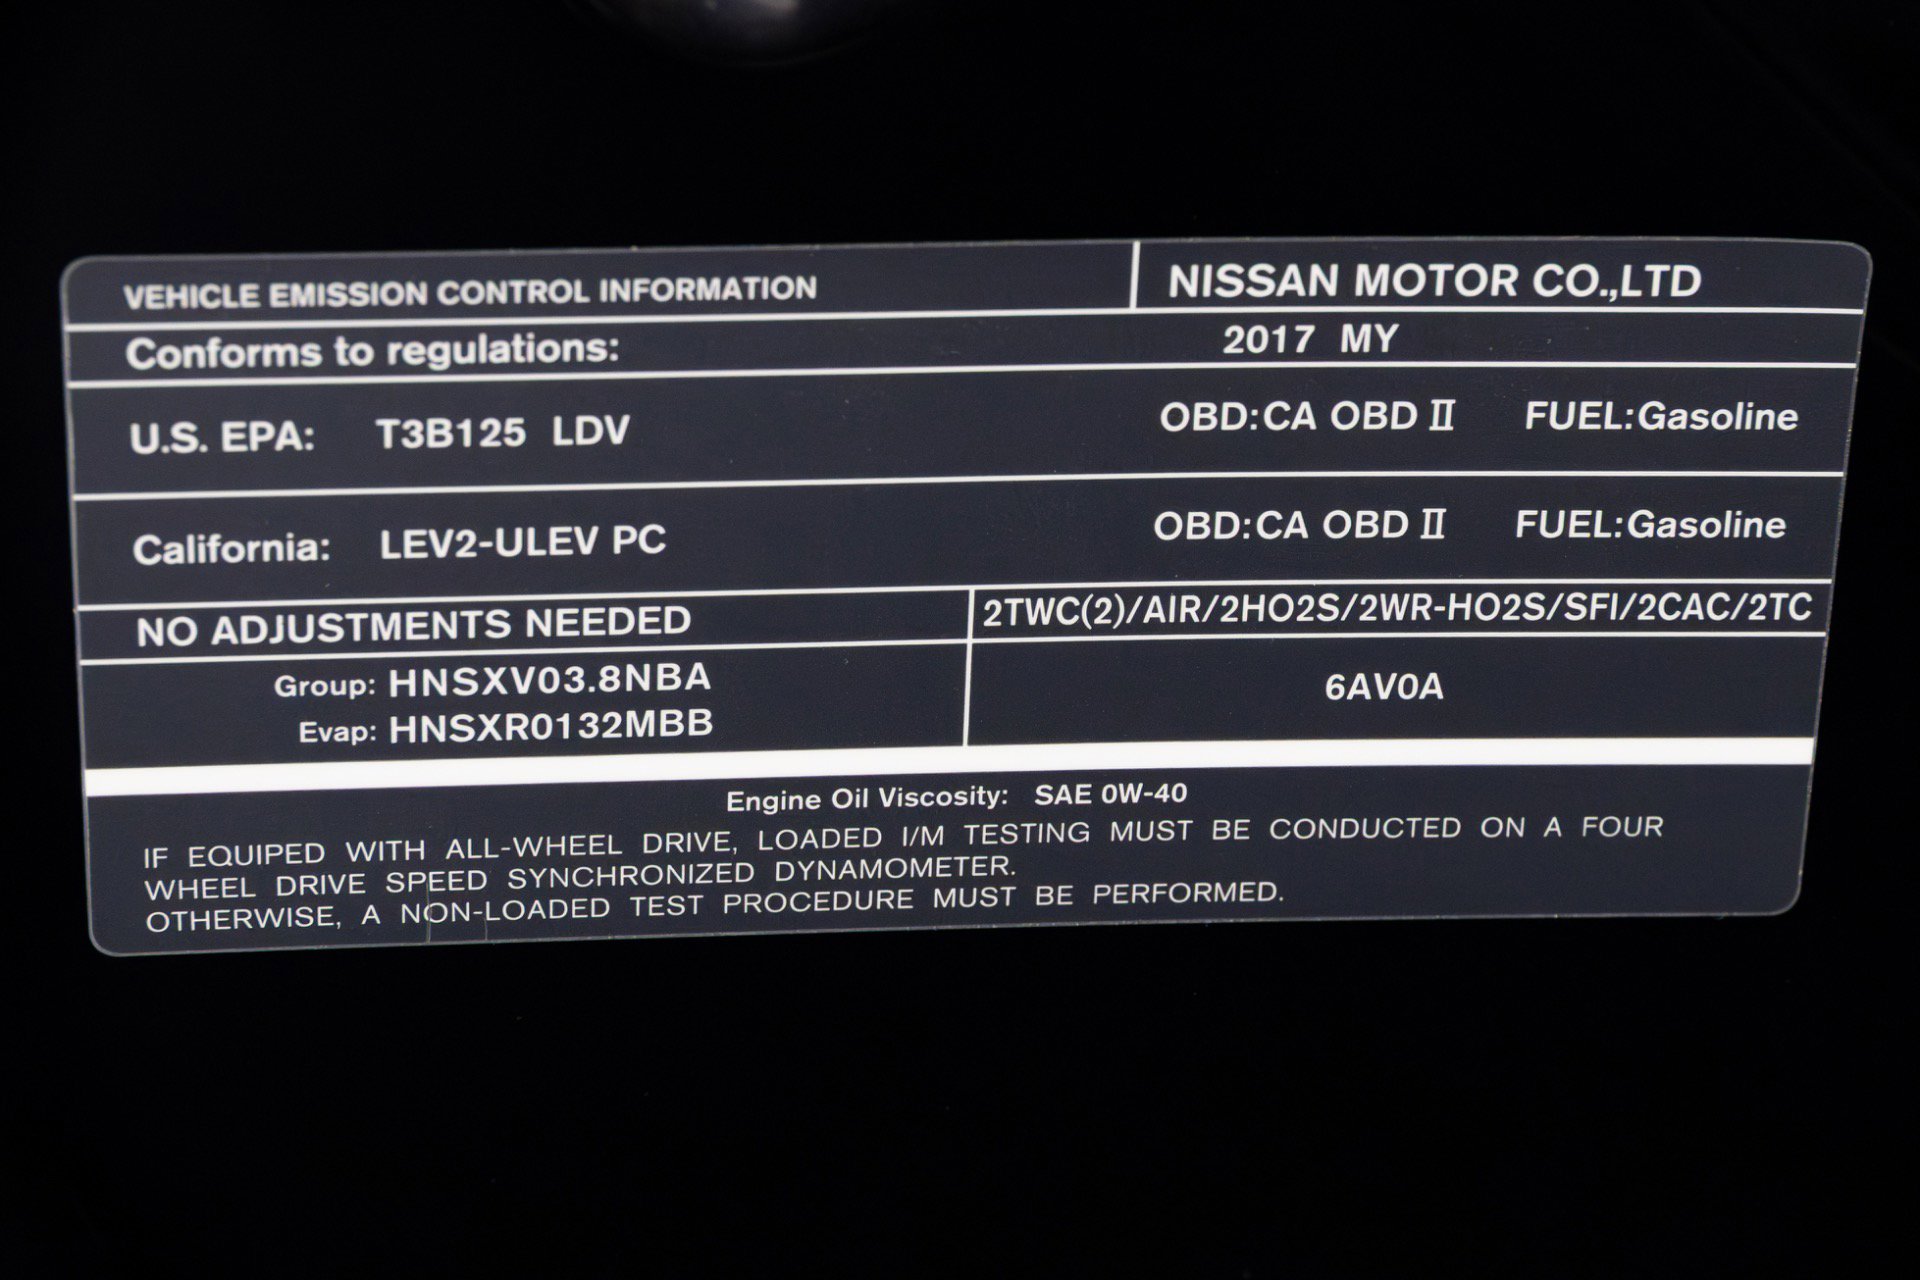 VEHICLE EMISSION CONTROL INFORMATION NISSAN MOTOR CO.,LTD
Conforms to regulations: 2017 MY
U.S. EPA: T3B125 LDV OBD:CA OBD II FUEL:Gasoline
California: LEV2-ULEV PC OBD:CA OBD II FUEL:Gasoline
NO ADJUSTMENTS NEEDED 2TWC(2)/AIR/2HO2S/2WR-HO2S/SFI/2CAC/2TC
Group: HNSXV03.8NBA 6AV0A
Evap: HNSXR0132MBB
Engine Oil Viscosity: SAE 0W-40
IF EQUIPED WITH ALL-WHEEL DRIVE, LOADED I/M TESTING MUST BE CONDUCTED ON A FOUR
WHEEL DRIVE SPEED SYNCHRONIZED DYNAMOMETER.
OTHERWISE, A NON-LOADED TEST PROCEDURE MUST BE PERFORMED.